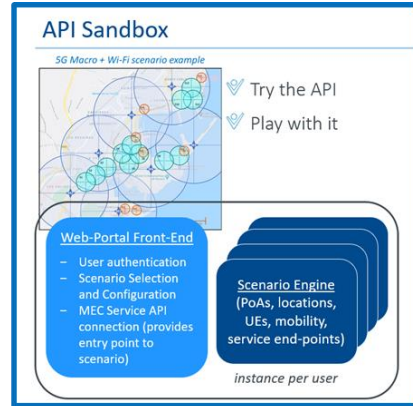 API Sandbox
5G Macro + Wi-Fi scenario example
Try the API
Play with it
Web-Portal Front-End
– User authentication
– Scenario Selection
and Configuration
– MEC Service API
connection (provides
entry point to
scenario)
Scenario Engine
(PoAs, locations,
UEs, mobility,
service end-points)
instance per user